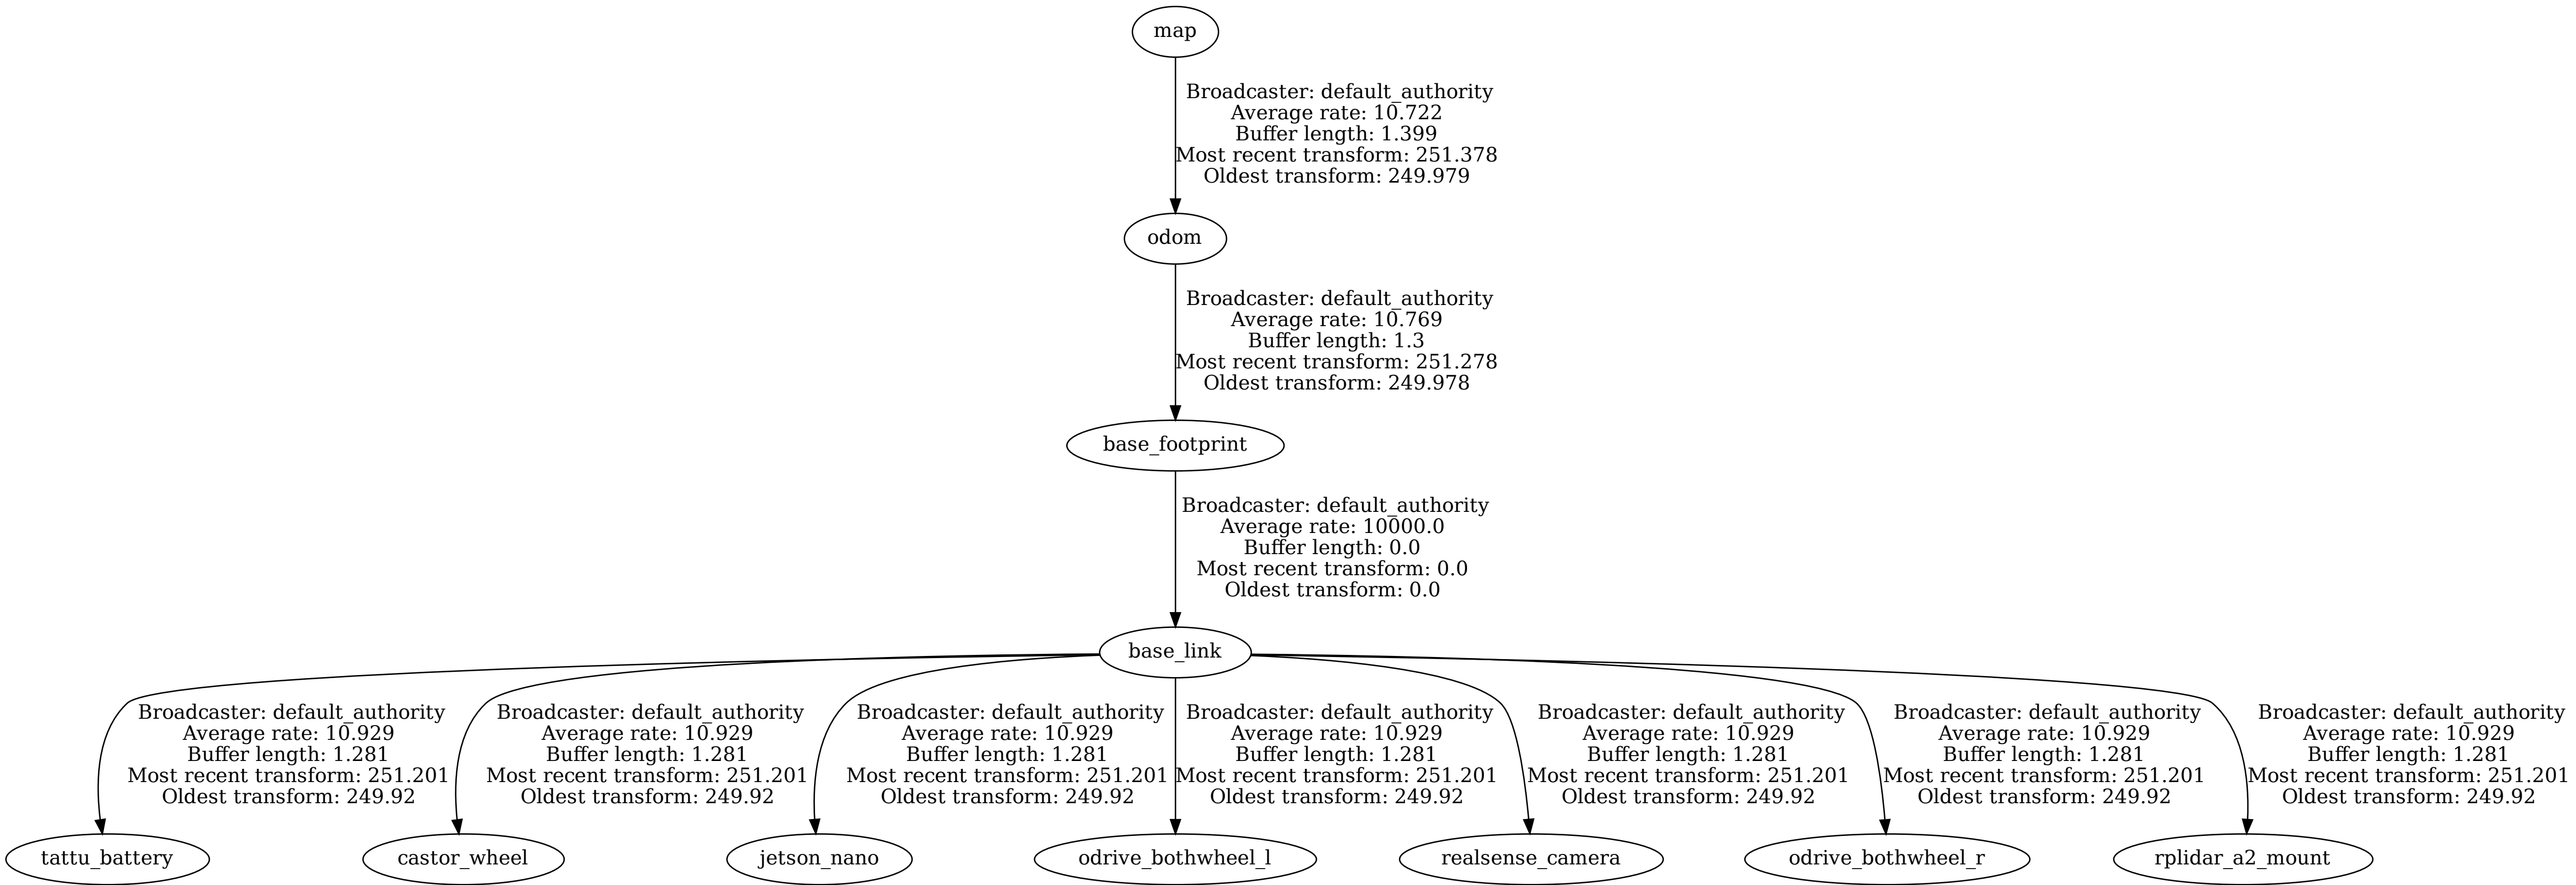 map
Broadcaster: default_authority
Average rate: 10.722
Buffer length: 1.399
Most recent transform: 251.378
Oldest transform: 249.979
odom
Broadcaster: default_authority
Average rate: 10.769
Buffer length: 1.3
Most recent transform: 251.278
Oldest transform: 249.978
base_footprint
Broadcaster: default_authority
Average rate: 10000.0
Buffer length: 0.0
Most recent transform: 0.0
Oldest transform: 0.0
base_link
Broadcaster: default_authority
Average rate: 10.929
Buffer length: 1.281
Most recent transform: 251.201
Oldest transform: 249.92
Broadcaster: default_authority
Average rate: 10.929
Buffer length: 1.281
Most recent transform: 251.201
Oldest transform: 249.92
Broadcaster: default_authority
Average rate: 10.929
Buffer length: 1.281
Most recent transform: 251.201
Oldest transform: 249.92
Broadcaster: default_authority
Average rate: 10.929
Buffer length: 1.281
Most recent transform: 251.201
Oldest transform: 249.92
Broadcaster: default_authority
Average rate: 10.929
Buffer length: 1.281
Most recent transform: 251.201
Oldest transform: 249.92
Broadcaster: default_authority
Average rate: 10.929
Buffer length: 1.281
Most recent transform: 251.201
Oldest transform: 249.92
Broadcaster: default_authority
Average rate: 10.929
Buffer length: 1.281
Most recent transform: 251.201
Oldest transform: 249.92
tattu_battery
castor_wheel
jetson_nano
odrive_bothwheel_l
realsense_camera
odrive_bothwheel_r
rplidar_a2_mount